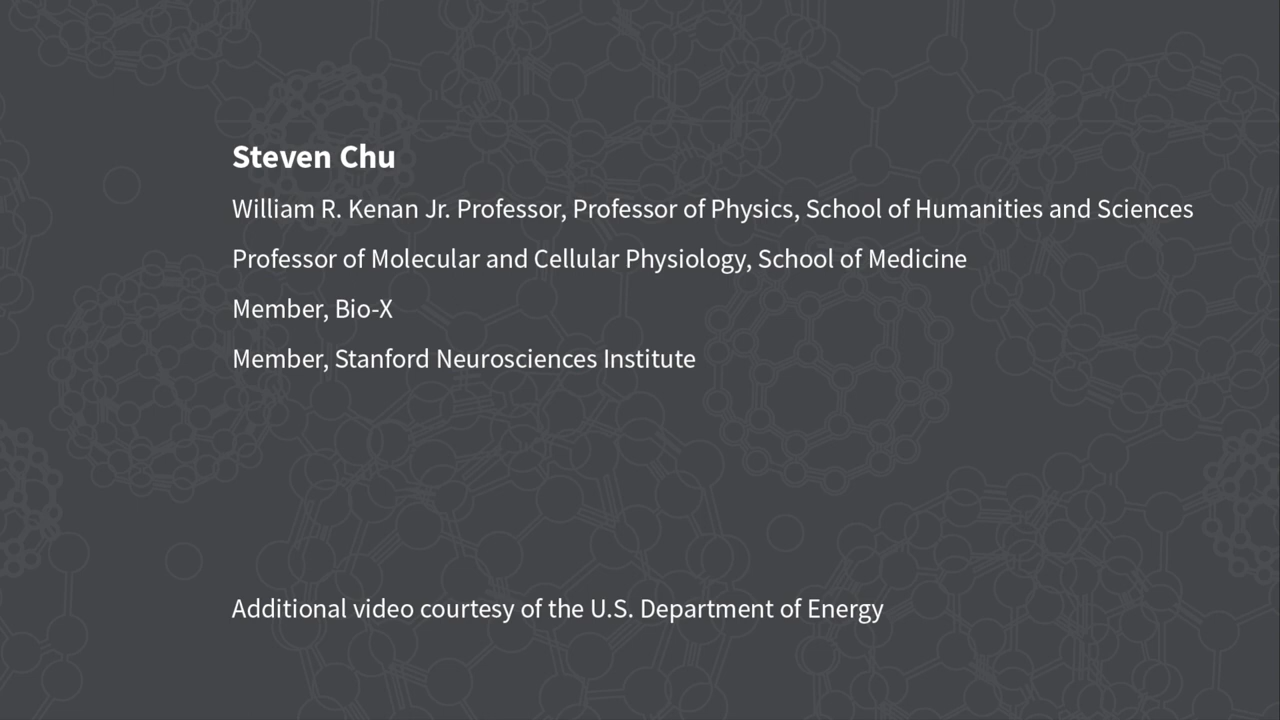 Steven Chu
William R. Kenan Jr. Professor, Professor of Physics, School of Humanities and Sciences
Professor of Molecular and Cellular Physiology, School of Medicine
Member, Bio-X
Member, Stanford Neurosciences Institute
Additional video courtesy of the U.S. Department of Energy